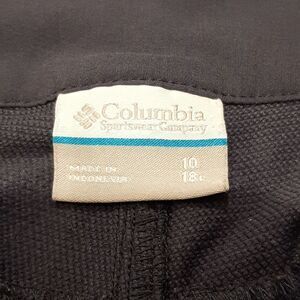 Columbia
Sportswear Company
MADE IN
INDONESIA
10
18